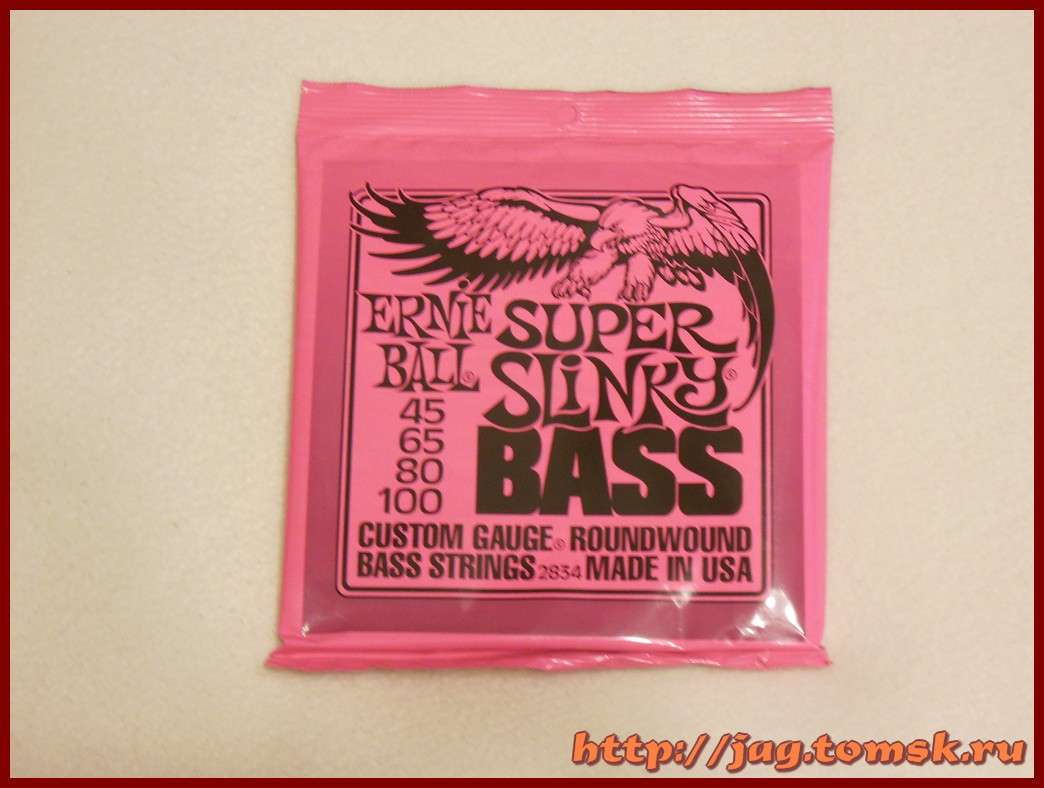 ERNiE BALL©
SUPER
SLiNKY©
BASS
45
65
80
100
CUSTOM GAUGE© ROUNDWOUND
BASS STRINGS 2834 MADE IN USA
http://jag.tomsk.ru